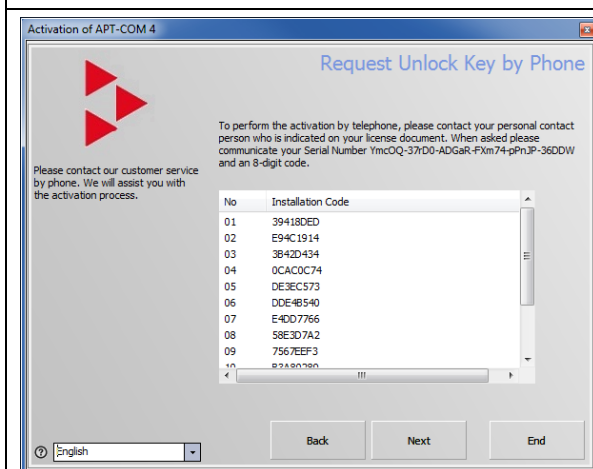 Activation of APT-COM 4
Request Unlock Key by Phone
To perform the activation by telephone, please contact your personal contact
person who is indicated on your license document. When asked please
communicate your Serial Number YmcOQ-37rD0-ADGaR-FXm74-pPnJP-36DDW
and an 8-digit code.
Please contact our customer service
by phone. We will assist you with
the activation process.
No Installation Code
01 39418DED
02 E94C1914
03 3B42D434
04 0CAC0C74
05 DE3EC573
06 DDE4B540
07 E4DD7766
08 58E3D7A2
09 7567EEF3
10
English
Back Next End